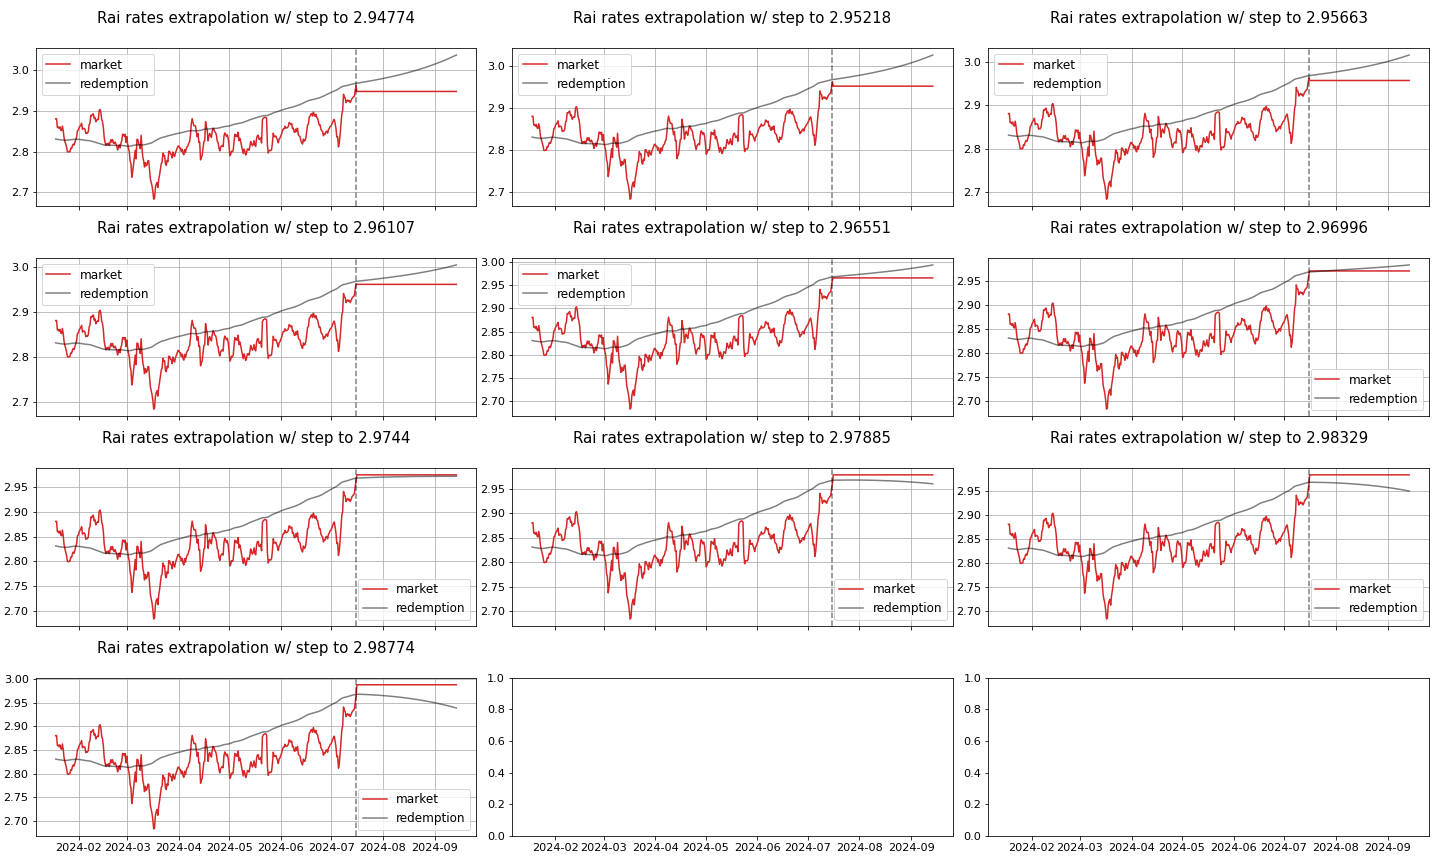 Rai rates extrapolation w/ step to 2.94774
Rai rates extrapolation w/ step to 2.95218
Rai rates extrapolation w/ step to 2.95663
3.0
2.9
2.8
2.7
market
redemption
3.0
2.9
2.8
2.7
market
redemption
3.0
2.9
2.8
2.7
market
redemption
Rai rates extrapolation w/ step to 2.96107
Rai rates extrapolation w/ step to 2.96551
Rai rates extrapolation w/ step to 2.96996
3.0
2.9
2.8
2.7
market
redemption
3.00
2.95
2.90
2.85
2.80
2.75
2.70
market
redemption
2.95
2.90
2.85
2.80
2.75
2.70
market
redemption
Rai rates extrapolation w/ step to 2.9744
Rai rates extrapolation w/ step to 2.97885
Rai rates extrapolation w/ step to 2.98329
2.95
2.90
2.85
2.80
2.75
2.70
market
redemption
2.95
2.90
2.85
2.80
2.75
2.70
market
redemption
2.95
2.90
2.85
2.80
2.75
2.70
market
redemption
Rai rates extrapolation w/ step to 2.98774
3.00
2.95
2.90
2.85
2.80
2.75
2.70
market
redemption
2024-02 2024-03 2024-04 2024-05 2024-06 2024-07 2024-08 2024-09
1.0
0.8
0.6
0.4
0.2
0.0
2024-02 2024-03 2024-04 2024-05 2024-06 2024-07 2024-08 2024-09
1.0
0.8
0.6
0.4
0.2
0.0
2024-02 2024-03 2024-04 2024-05 2024-06 2024-07 2024-08 2024-09